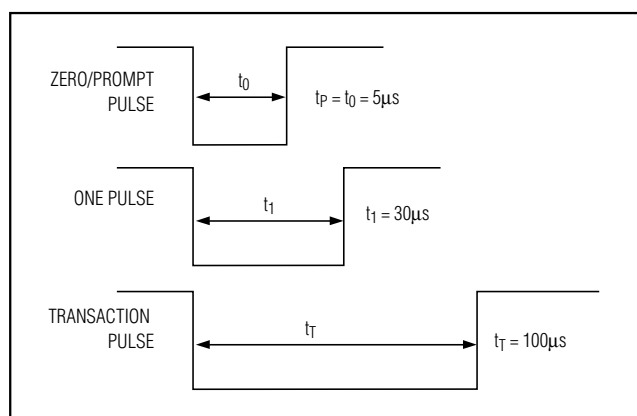 ZERO/PROMPT
PULSE
t0
tP = t0 = 5μs
ONE PULSE
t1
t1 = 30μs
TRANSACTION
PULSE
tT
tT = 100μs